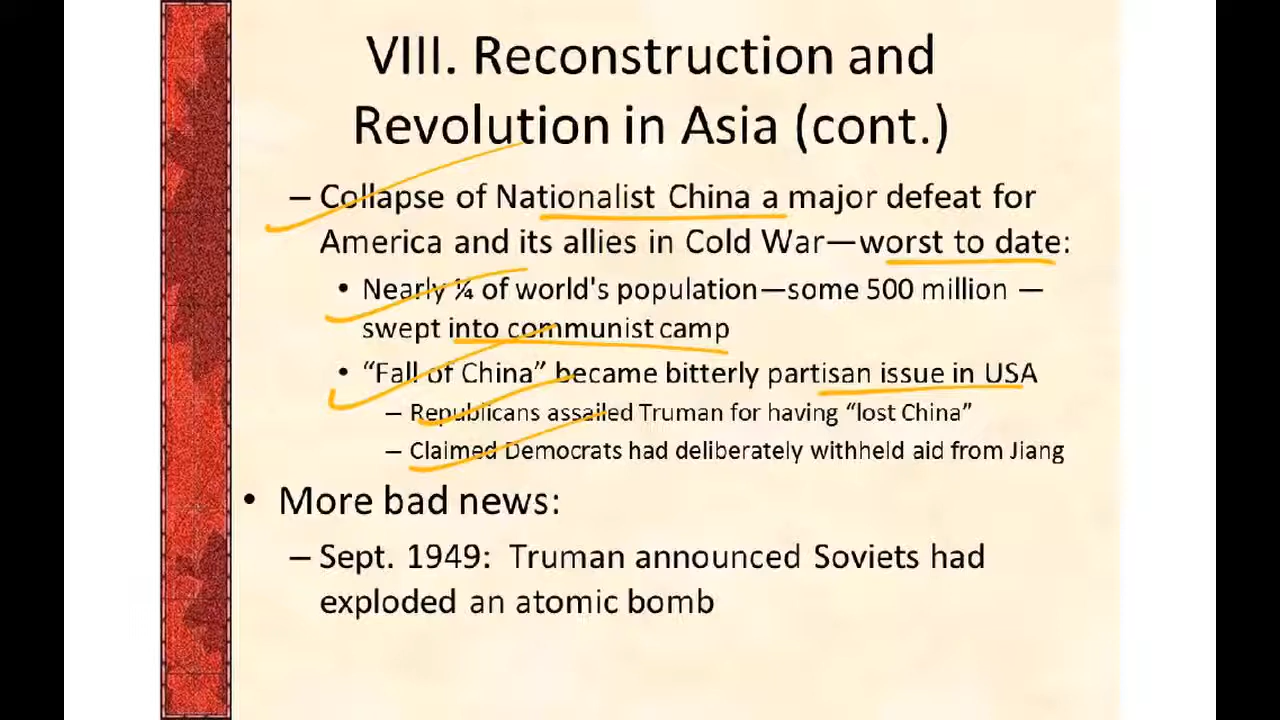 VIII. Reconstruction and
Revolution in Asia (cont.)
– Collapse of Nationalist China a major defeat for
America and its allies in Cold War—worst to date:
• Nearly ¼ of world's population—some 500 million —
swept into communist camp
• “Fall of China” became bitterly partisan issue in USA
– Republicans assailed Truman for having “lost China”
– Claimed Democrats had deliberately withheld aid from Jiang
• More bad news:
– Sept. 1949: Truman announced Soviets had
exploded an atomic bomb